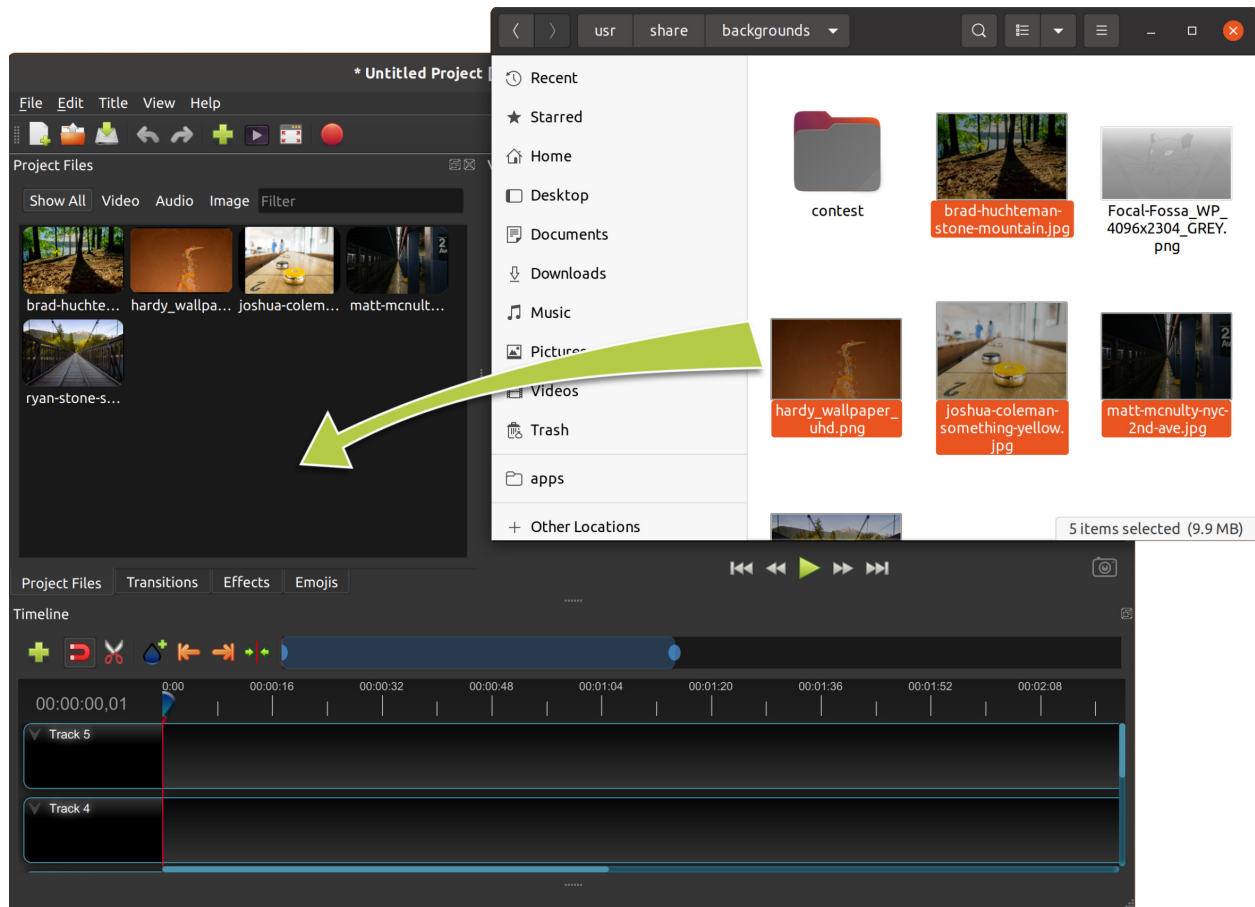 usr share backgrounds
* Untitled Project [
File Edit Title View Help
Project Files
Show All Video Audio Image Filter
brad-huchte... hardy_wallpa... joshua-colem... matt-mcnult...
ryan-stone-s...
Recent
Starred
Home
Desktop
Documents
Downloads
Music
Pictures
Videos
Trash
apps
Other Locations
contest
brad-huchteman-
stone-mountain.jpg
Focal-Fossa_WP_
4096x2304_GREY.
png
hardy_wallpaper_
uhd.png
joshua-coleman-
something-yellow.
jpg
matt-mcnulty-nyc-
2nd-ave.jpg
5 items selected (9.9 MB)
Project Files Transitions Effects Emojis
Timeline
00:00:00,01
0:00 00:00:16 00:00:32 00:00:48 00:01:04 00:01:20 00:01:36 00:01:52 00:02:08
Track 5
Track 4